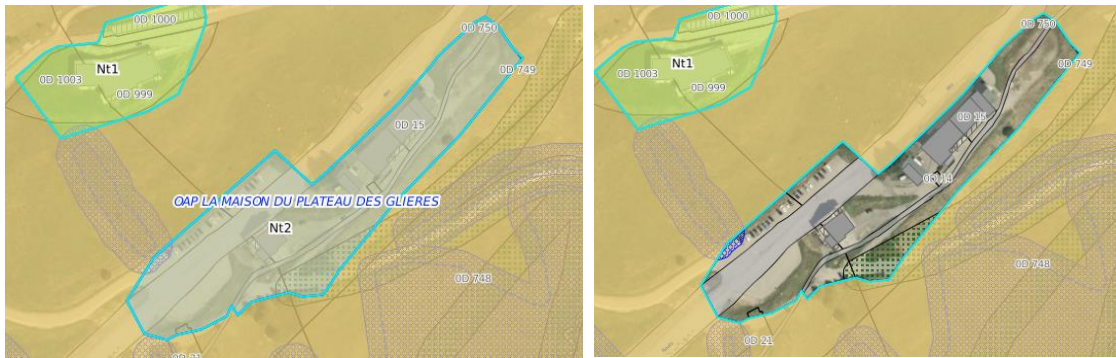 0D 1000
Nt1
0D 1003
0D 999
0D 750
0D 749
0D 15
OAP LA MAISON DU PLATEAU DES GLIERES
Nt2
0D 748
0D 21
0D 1000
Nt1
0D 1003
0D 999
0D 750
0D 749
0D 15
0D 748
0D 21